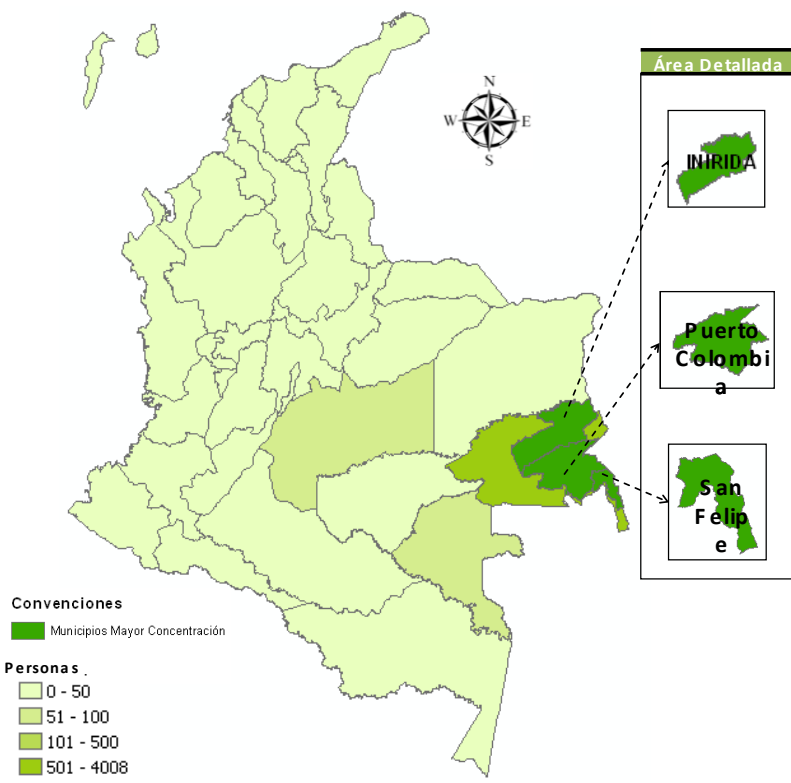 Área Detallada
N
W
E
S
INIRIDA
Puerto
Colombi
a
San
Felip
e
Convenciones
Municipios Mayor Concentración
Personas
0 - 50
51 - 100
101 - 500
501 - 4008